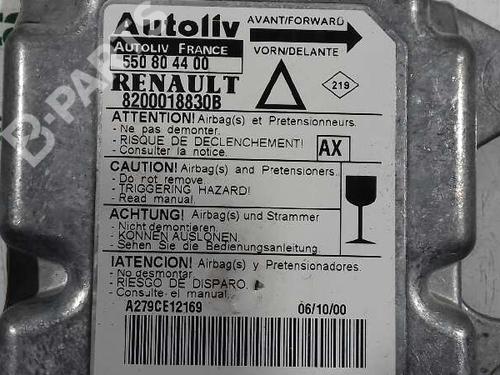 Autoliv
AVANT/FORWARD
AUTOLIV FRANCE
VORN/DELANTE
550 80 44 00
RENAULT
8200018830B
219
ATTENTION! Airbag(s) et Pretensionneurs.
- Ne pas demonter.
- RISQUE DE DECLENCHEMENT!
- Consulter la notice.
AX
CAUTION! Airbag(s) and Pretensioners.
- Do not remove.
- TRIGGERING HAZARD!
- Read manual.
ACHTUNG! Airbag(s) und Strammer
- Nicht demontieren.
- KONNEN AUSLONEN.
- Sehen Sie die Bedienungsanleitung.
IATENCION! Airbag(s) y Pretensionadores.
- No desmontar.
- RIESGO DE DISPARO.
- Consulte el manual.
A279CE12169
06/10/00
B-PARTS